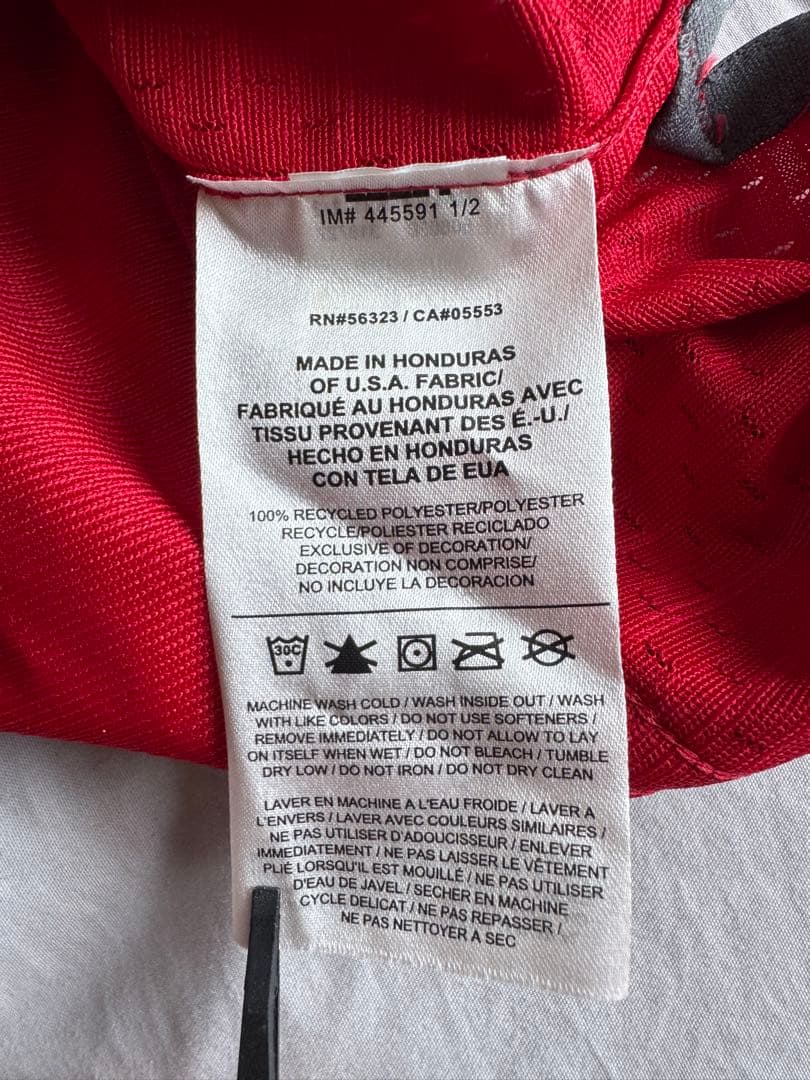 IM# 445591 1/2
RN#56323 / CA#05553
MADE IN HONDURAS
OF U.S.A. FABRIC/
FABRIQUÉ AU HONDURAS AVEC
TISSU PROVENANT DES É.-U./
HECHO EN HONDURAS
CON TELA DE EUA
100% RECYCLED POLYESTER/POLYESTER
RECYCLE/POLIESTER RECICLADO
EXCLUSIVE OF DECORATION/
DECORATION NON COMPRISE/
NO INCLUYE LA DECORACION
30C
MACHINE WASH COLD / WASH INSIDE OUT / WASH
WITH LIKE COLORS / DO NOT USE SOFTENERS /
REMOVE IMMEDIATELY / DO NOT ALLOW TO LAY
ON ITSELF WHEN WET / DO NOT BLEACH / TUMBLE
DRY LOW / DO NOT IRON / DO NOT DRY CLEAN
LAVER EN MACHINE A L'EAU FROIDE / LAVER A
L'ENVERS / LAVER AVEC COULEURS SIMILAIRES /
NE PAS UTILISER D'ADOUCISSEUR / ENLEVER
IMMEDIATEMENT / NE PAS LAISSER LE VÊTEMENT
PLIÉ LORSQU'IL EST MOUILLÉ / NE PAS UTILISER
D'EAU DE JAVEL / SECHER EN MACHINE
CYCLE DELICAT / NE PAS REPASSER /
NE PAS NETTOYER A SEC